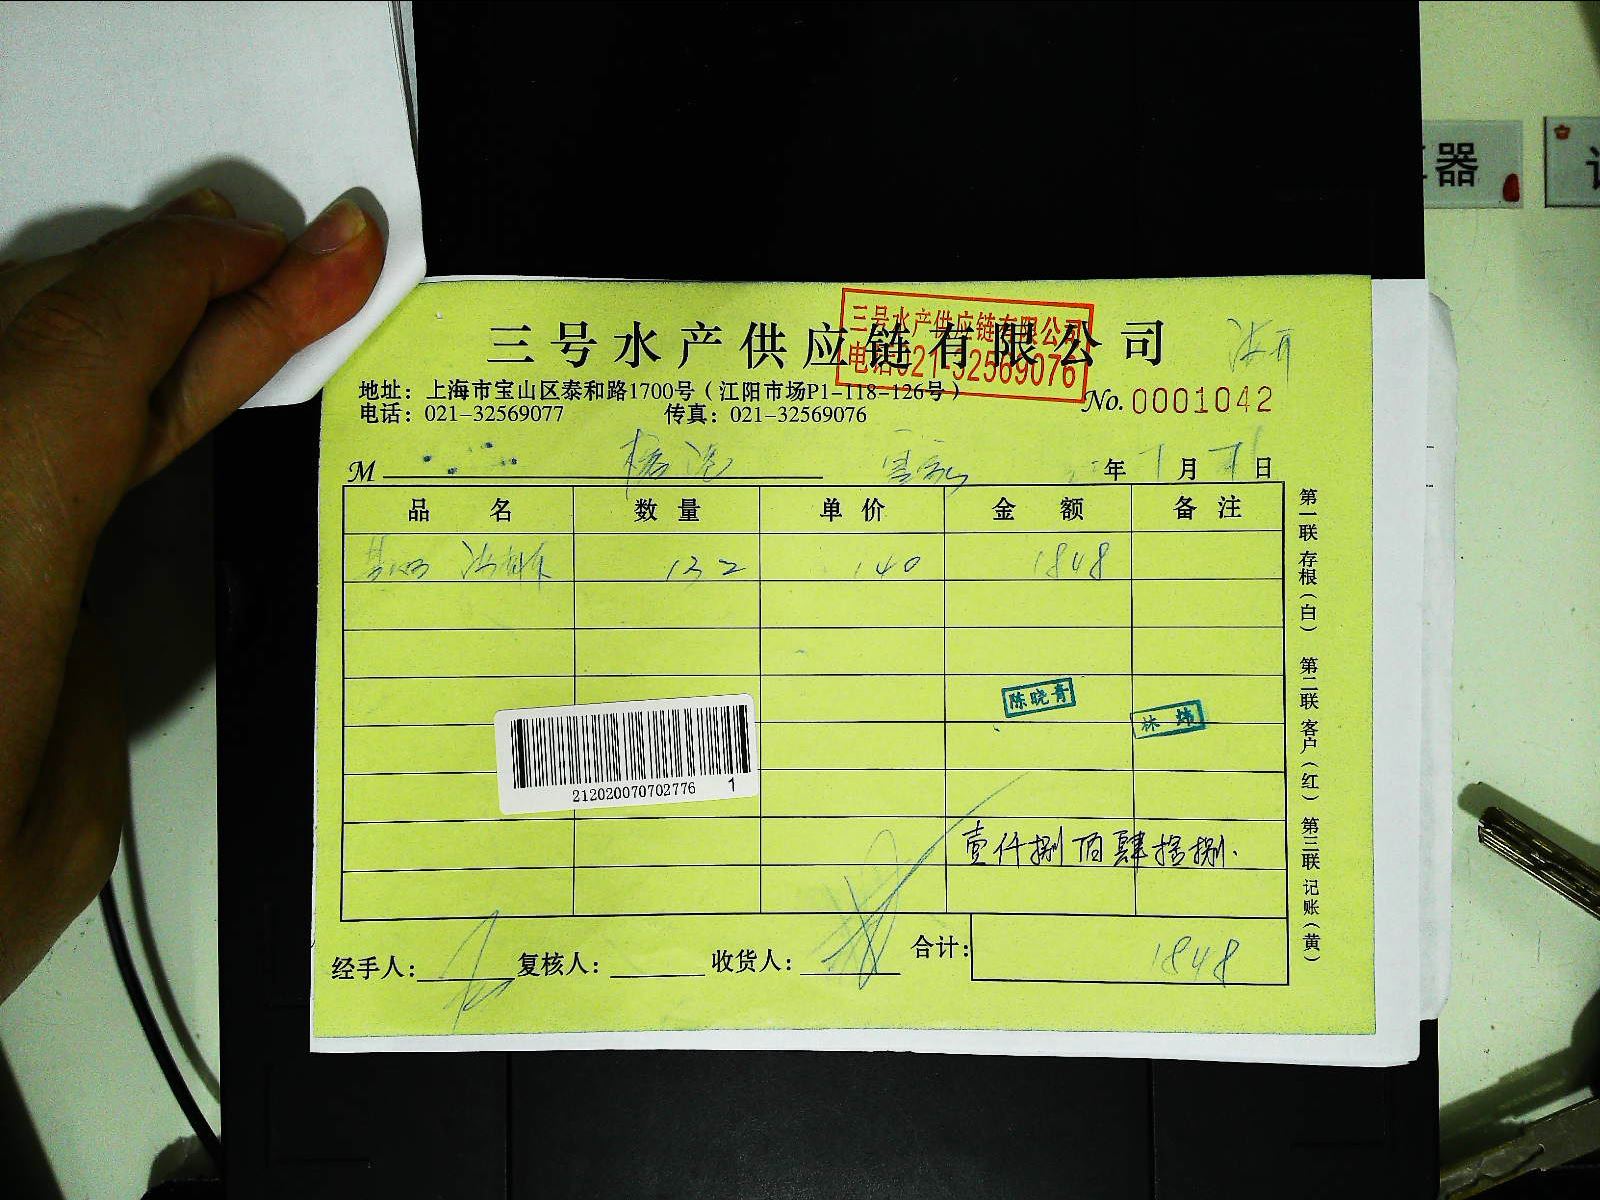 器
三号水产供应链有限公司
三号水产供应链有限公司
电话:021-32569076
地址：上海市宝山区泰和路1700号（江阳市场P1-118-126号）
电话：021-32569077 传真：021-32569076
No. 0001042
M 年 月 日
品 名 数 量 单 价 金 额 备 注
132 140 1848
陈晓青
林炜
212020070702776 1
壹仟捌佰肆拾捌.
经手人： 复核人： 收货人： 合计： 1848
第一联 存根（白） 第二联 客户（红） 第三联 记账（黄）